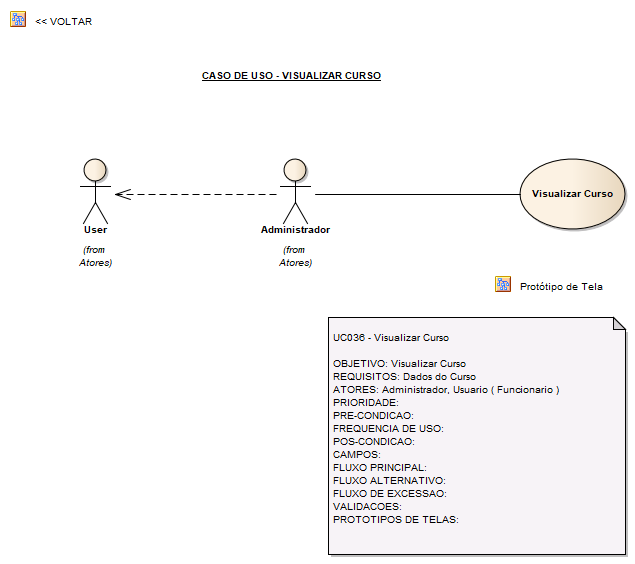 << VOLTAR
CASO DE USO - VISUALIZAR CURSO
User
(from
Atores)
Administrador
(from
Atores)
Visualizar Curso
Protótipo de Tela
UC036 - Visualizar Curso
OBJETIVO: Visualizar Curso
REQUISITOS: Dados do Curso
ATORES: Administrador, Usuario ( Funcionario )
PRIORIDADE:
PRE-CONDICAO:
FREQUENCIA DE USO:
POS-CONDICAO:
CAMPOS:
FLUXO PRINCIPAL:
FLUXO ALTERNATIVO:
FLUXO DE EXCESSAO:
VALIDACOES:
PROTOTIPOS DE TELAS: